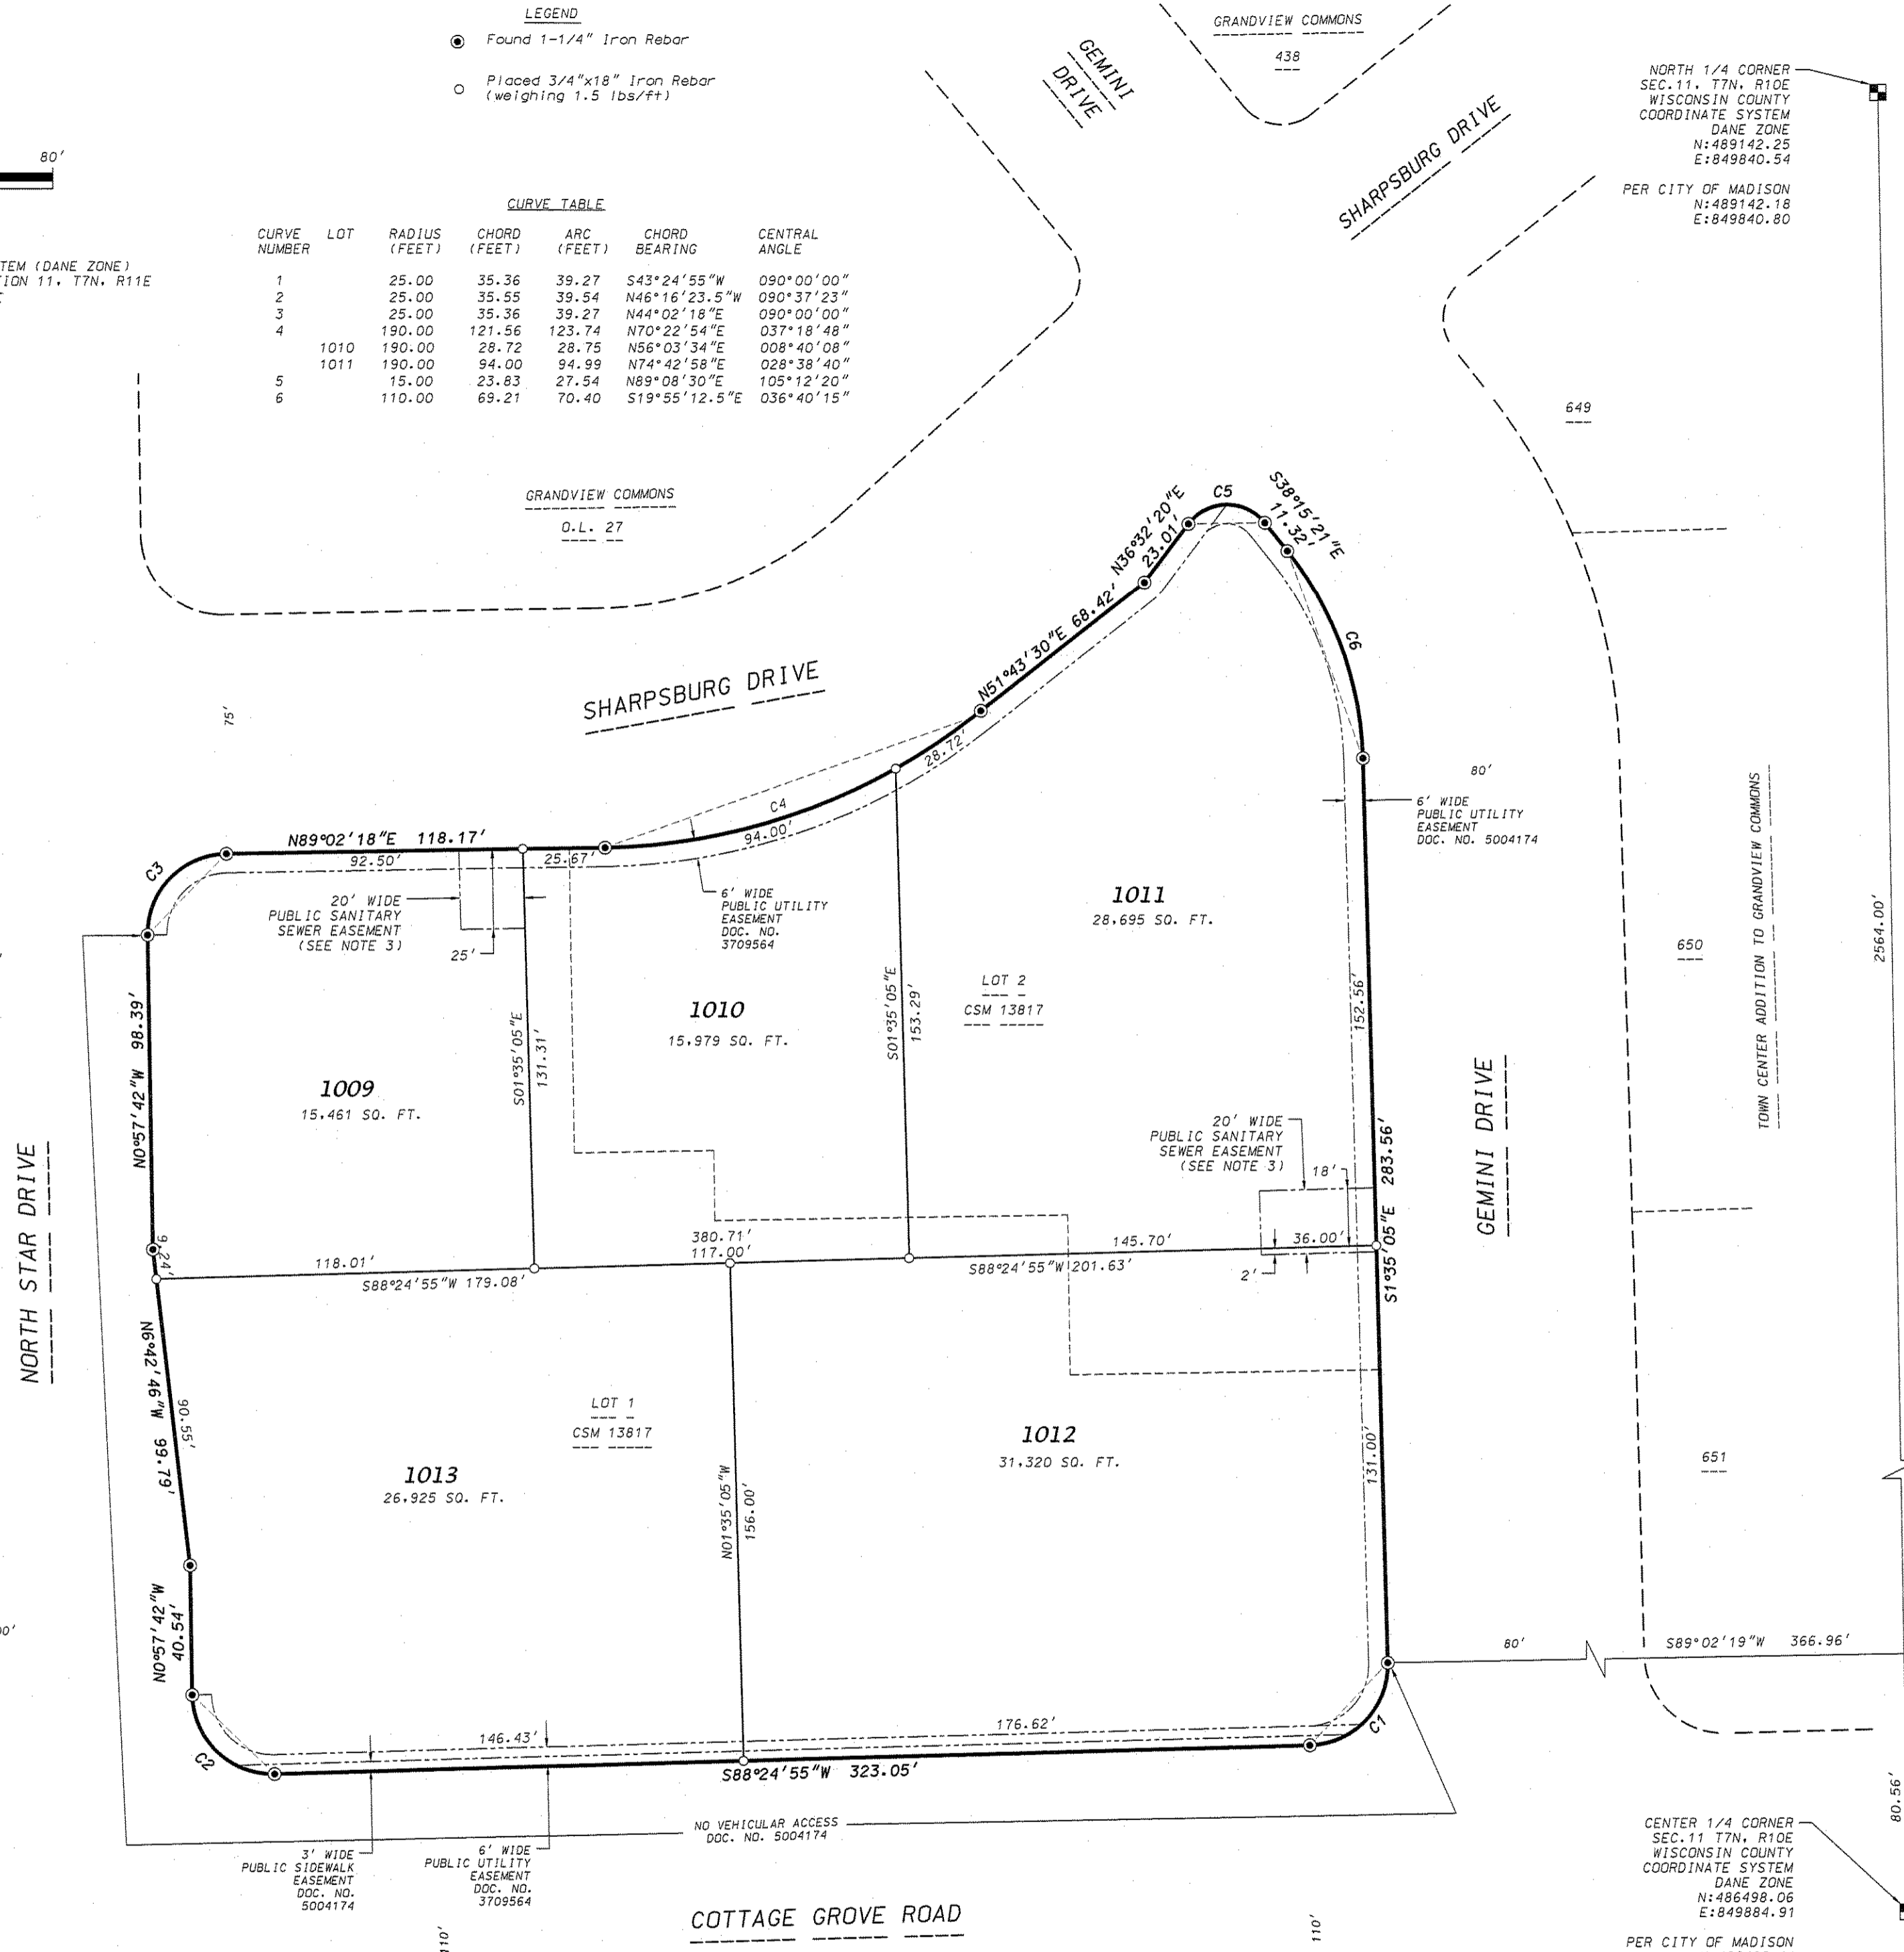 LEGEND
Found 1-1/4" Iron Rebar
Placed 3/4"x18" Iron Rebar
(weighing 1.5 lbs/ft)
GRANDVIEW COMMONS
438
GEMINI
DRIVE
SHARPSBURG DRIVE
NORTH 1/4 CORNER
SEC.11, T7N, R10E
WISCONSIN COUNTY
COORDINATE SYSTEM
DANE ZONE
N:489142.25
E:849840.54
PER CITY OF MADISON
N:489142.18
E:849840.80
80'
TEM (DANE ZONE)
TION 11, T7N, R11E
CURVE TABLE
CURVE LOT RADIUS CHORD ARC CHORD CENTRAL
NUMBER (FEET) (FEET) (FEET) BEARING ANGLE
1 25.00 35.36 39.27 S43°24'55"W 090°00'00"
2 25.00 35.55 39.54 N46°16'23.5"W 090°37'23"
3 25.00 35.36 39.27 N44°02'18"E 090°00'00"
4 190.00 121.56 123.74 N70°22'54"E 037°18'48"
1010 190.00 28.72 28.75 N56°03'34"E 008°40'08"
1011 190.00 94.00 94.99 N74°42'58"E 028°38'40"
5 15.00 23.83 27.54 N89°08'30"E 105°12'20"
6 110.00 69.21 70.40 S19°55'12.5"E 036°40'15"
649
GRANDVIEW COMMONS
O.L. 27
N36°32'20"E
23.01'
C5
S38°15'21"E
11.32'
C6
N51°43'30"E 68.42'
SHARPSBURG DRIVE
75'
28.72'
C4
94.00'
N89°02'18"E 118.17'
92.50'
25.67'
C3
20' WIDE
PUBLIC SANITARY
SEWER EASEMENT
(SEE NOTE 3)
25'
6' WIDE
PUBLIC UTILITY
EASEMENT
DOC. NO.
3709564
80'
6' WIDE
PUBLIC UTILITY
EASEMENT
DOC. NO. 5004174
1011
28,695 SQ. FT.
650
TOWN CENTER ADDITION TO GRANDVIEW COMMONS
2564.00'
LOT 2
CSM 13817
1010
15,979 SQ. FT.
S01°35'05"E
153.29'
152.56'
N0°57'42"W 98.39'
1009
15,461 SQ. FT.
S01°35'05"E
131.31'
20' WIDE
PUBLIC SANITARY
SEWER EASEMENT
(SEE NOTE 3)
18'
S1°35'05"E 283.56'
GEMINI DRIVE
NORTH STAR DRIVE
9.24'
118.01'
S88°24'55"W 179.08'
380.71'
117.00'
145.70'
S88°24'55"W 201.63'
36.00'
2'
N6°42'46"W 99.79'
90.55'
LOT 1
CSM 13817
1013
26,925 SQ. FT.
1012
31,320 SQ. FT.
N01°35'05"W
156.00'
131.00'
651
N0°57'42"W
40.54'
00'
80'
S89°02'19"W 366.96'
C2
146.43'
176.62'
C1
S88°24'55"W 323.05'
NO VEHICULAR ACCESS
DOC. NO. 5004174
3' WIDE
PUBLIC SIDEWALK
EASEMENT
DOC. NO.
5004174
6' WIDE
PUBLIC UTILITY
EASEMENT
DOC. NO.
3709564
80.56'
CENTER 1/4 CORNER
SEC.11 T7N, R10E
WISCONSIN COUNTY
COORDINATE SYSTEM
DANE ZONE
N:486498.06
E:849884.91
PER CITY OF MADISON
110'
COTTAGE GROVE ROAD
110'